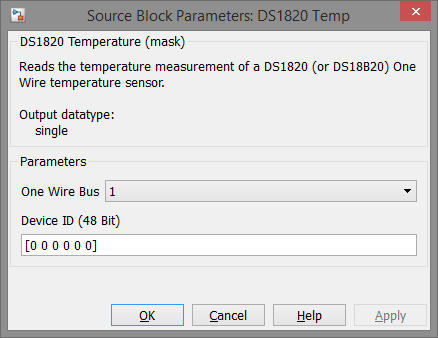 Source Block Parameters: DS1820 Temp
DS1820 Temperature (mask)
Reads the temperature measurement of a DS1820 (or DS18B20) One
Wire temperature sensor.
Output datatype:
single
Parameters
One Wire Bus 1
Device ID (48 Bit)
[0 0 0 0 0 0]
OK Cancel Help Apply